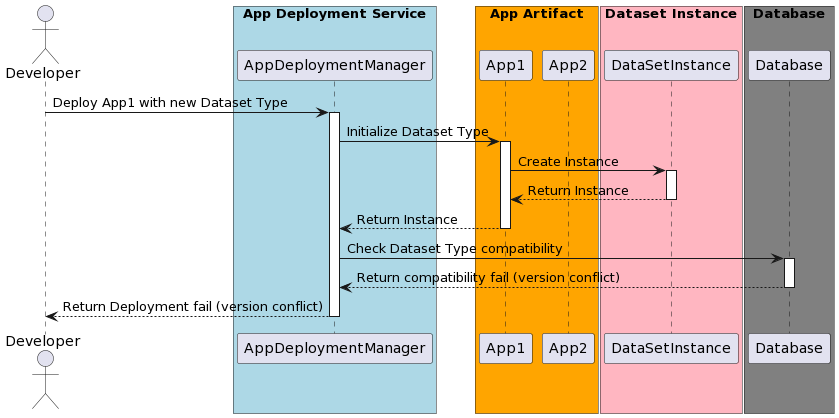 App Deployment Service
App Artifact
Dataset Instance
Database
Developer
AppDeploymentManager
App1
App2
DataSetInstance
Database
Deploy App1 with new Dataset Type
Initialize Dataset Type
Create Instance
Return Instance
Return Instance
Check Dataset Type compatibility
Return compatibility fail (version conflict)
Return Deployment fail (version conflict)
Developer
AppDeploymentManager
App1
App2
DataSetInstance
Database